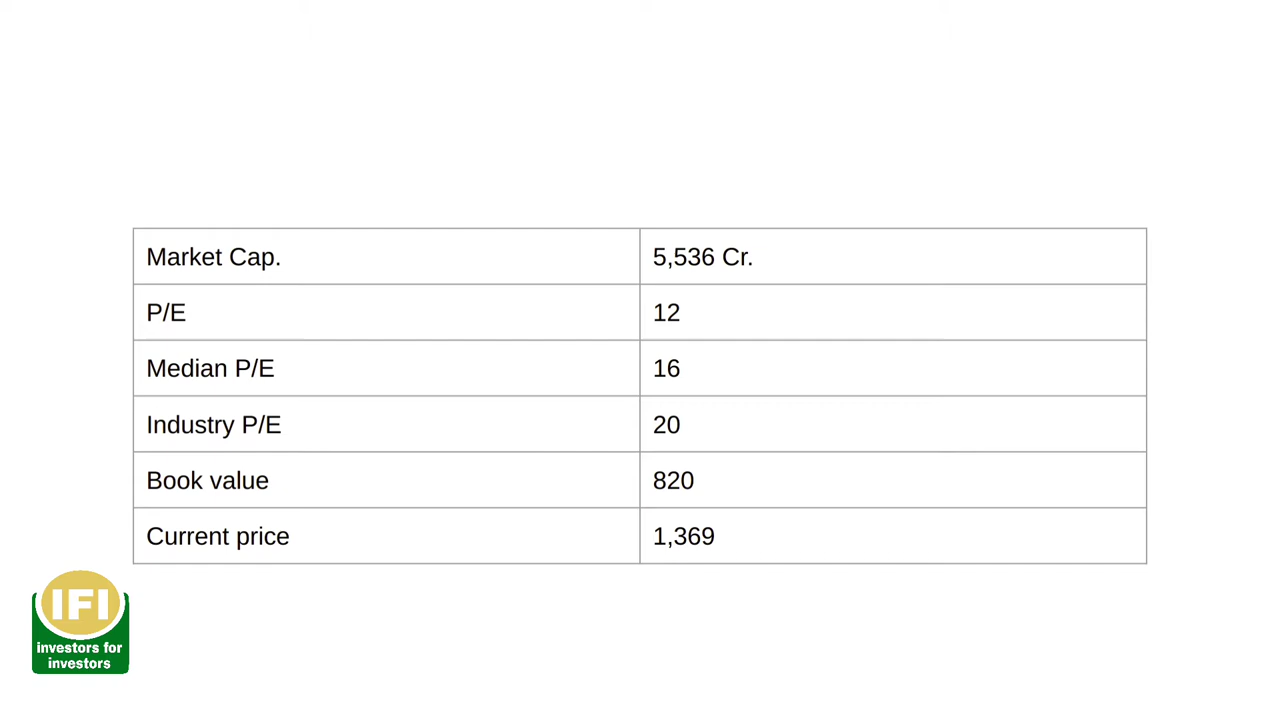 Market Cap. 5,536 Cr.
P/E 12
Median P/E 16
Industry P/E 20
Book value 820
Current price 1,369
IFI
investors for
investors